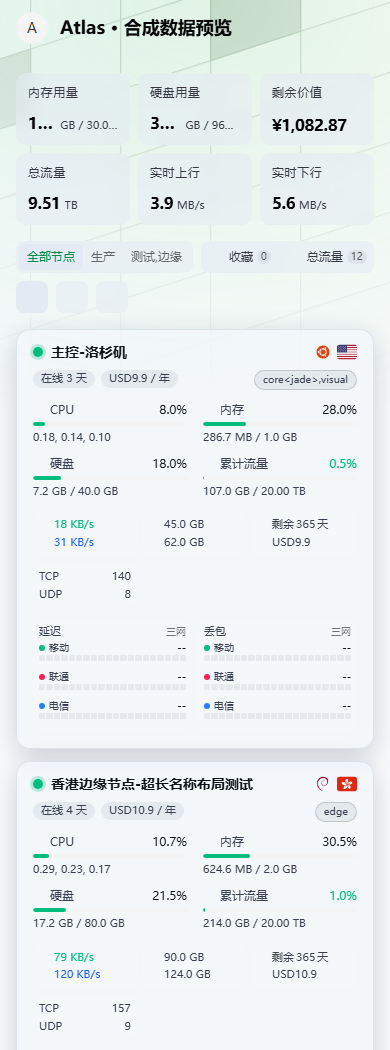 A Atlas · 合成数据预览
内存用量 硬盘用量 剩余价值
1... GB / 30.0... 3... GB / 96... ¥1,082.87
总流量 实时上行 实时下行
9.51 TB 3.9 MB/s 5.6 MB/s
全部节点 生产 测试,边缘 收藏 0 总流量 12
主控-洛杉矶
在线 3 天 USD9.9 / 年 core<jade>,visual
CPU 8.0% 内存 28.0%
0.18, 0.14, 0.10 286.7 MB / 1.0 GB
硬盘 18.0% 累计流量 0.5%
7.2 GB / 40.0 GB 107.0 GB / 20.00 TB
18 KB/s 45.0 GB 剩余 365 天
31 KB/s 62.0 GB USD9.9
TCP 140
UDP 8
延迟 三网 丢包 三网
移动 -- 移动 --
联通 -- 联通 --
电信 -- 电信 --
香港边缘节点-超长名称布局测试
在线 4 天 USD10.9 / 年 edge
CPU 10.7% 内存 30.5%
0.29, 0.23, 0.17 624.6 MB / 2.0 GB
硬盘 21.5% 累计流量 1.0%
17.2 GB / 80.0 GB 214.0 GB / 20.00 TB
79 KB/s 90.0 GB 剩余 365 天
120 KB/s 124.0 GB USD10.9
TCP 157
UDP 9